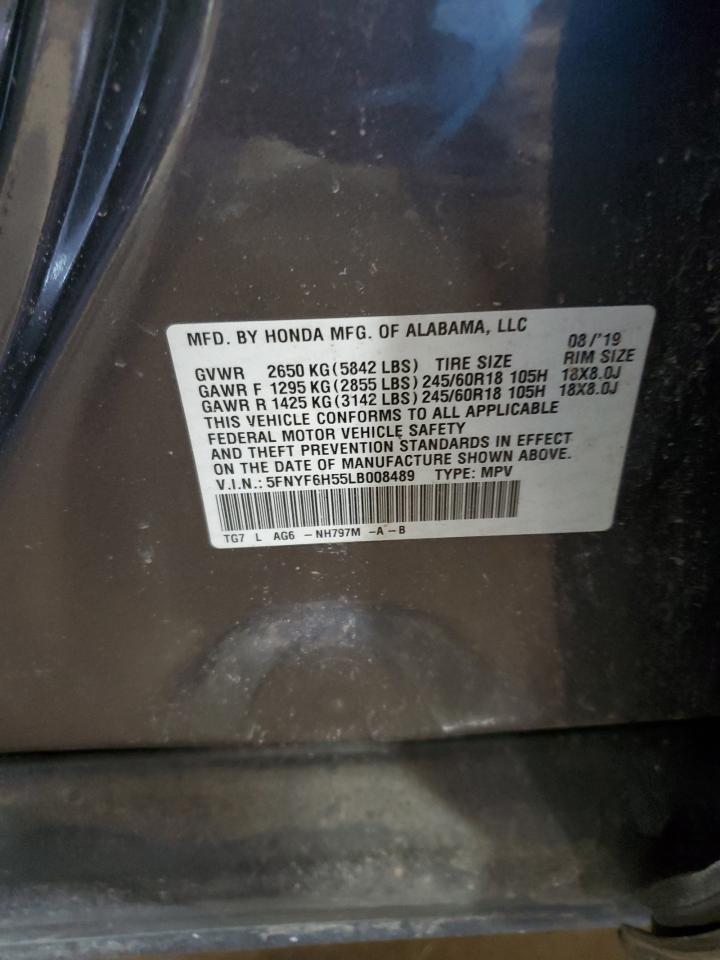 MFD. BY HONDA MFG. OF ALABAMA, LLC 08/'19
GVWR 2650 KG (5842 LBS) TIRE SIZE RIM SIZE
GAWR F 1295 KG (2855 LBS) 245/60R18 105H 18X8.0J
GAWR R 1425 KG (3142 LBS) 245/60R18 105H 18X8.0J
THIS VEHICLE CONFORMS TO ALL APPLICABLE
FEDERAL MOTOR VEHICLE SAFETY
AND THEFT PREVENTION STANDARDS IN EFFECT
ON THE DATE OF MANUFACTURE SHOWN ABOVE.
V.I.N.: 5FNYF6H55LB008489 TYPE: MPV
TG7 L AG6 -NH797M -A -B